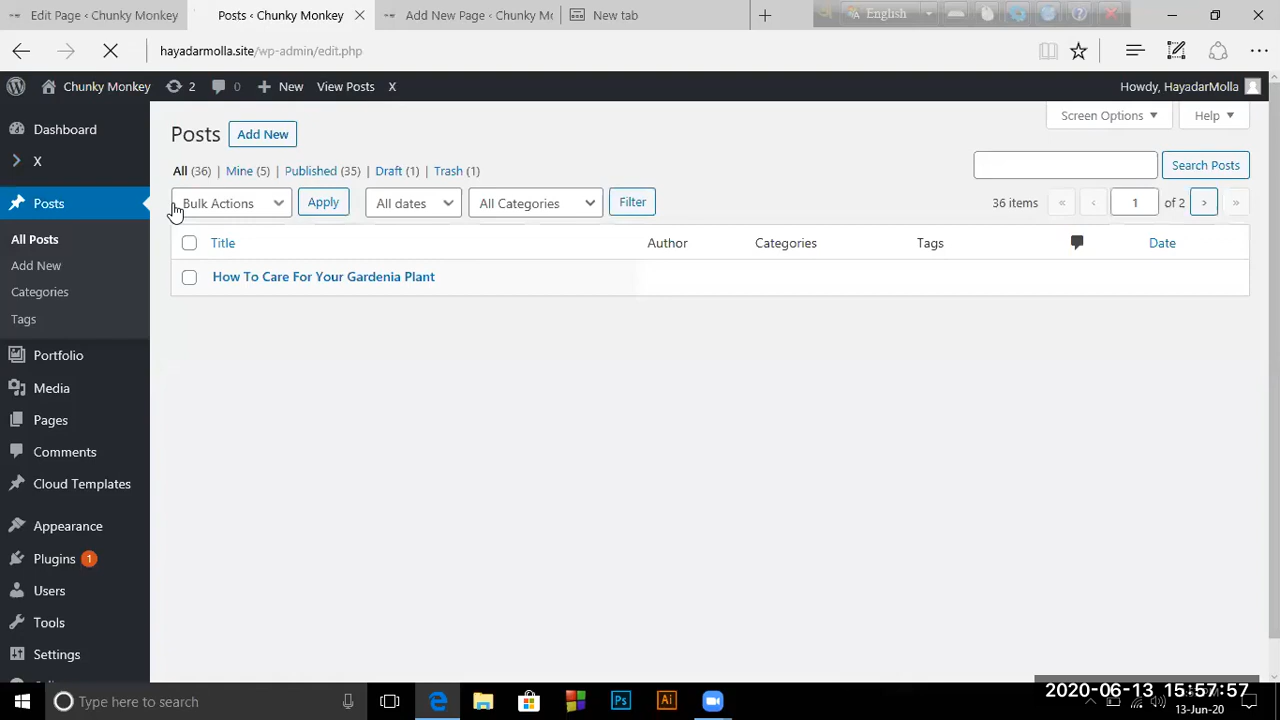 Edit Page ‹ Chunky Monkey
Posts ‹ Chunky Monkey
Add New Page ‹ Chunky Mc
New tab
English
hayadarmolla.site/wp-admin/edit.php
Chunky Monkey
2
0
New
View Posts
X
Howdy, HayadarMolla
Dashboard
X
Posts
All Posts
Add New
Categories
Tags
Portfolio
Media
Pages
Comments
Cloud Templates
Appearance
Plugins 1
Users
Tools
Settings
Posts
Add New
Screen Options
Help
All (36) | Mine (5) | Published (35) | Draft (1) | Trash (1)
Search Posts
Bulk Actions
Apply
All dates
All Categories
Filter
36 items « ‹ 1 of 2 › »
Title
Author
Categories
Tags
Date
How To Care For Your Gardenia Plant
Type here to search
Ps
Ai
2020-06-13 15:57:57
13-Jun-20